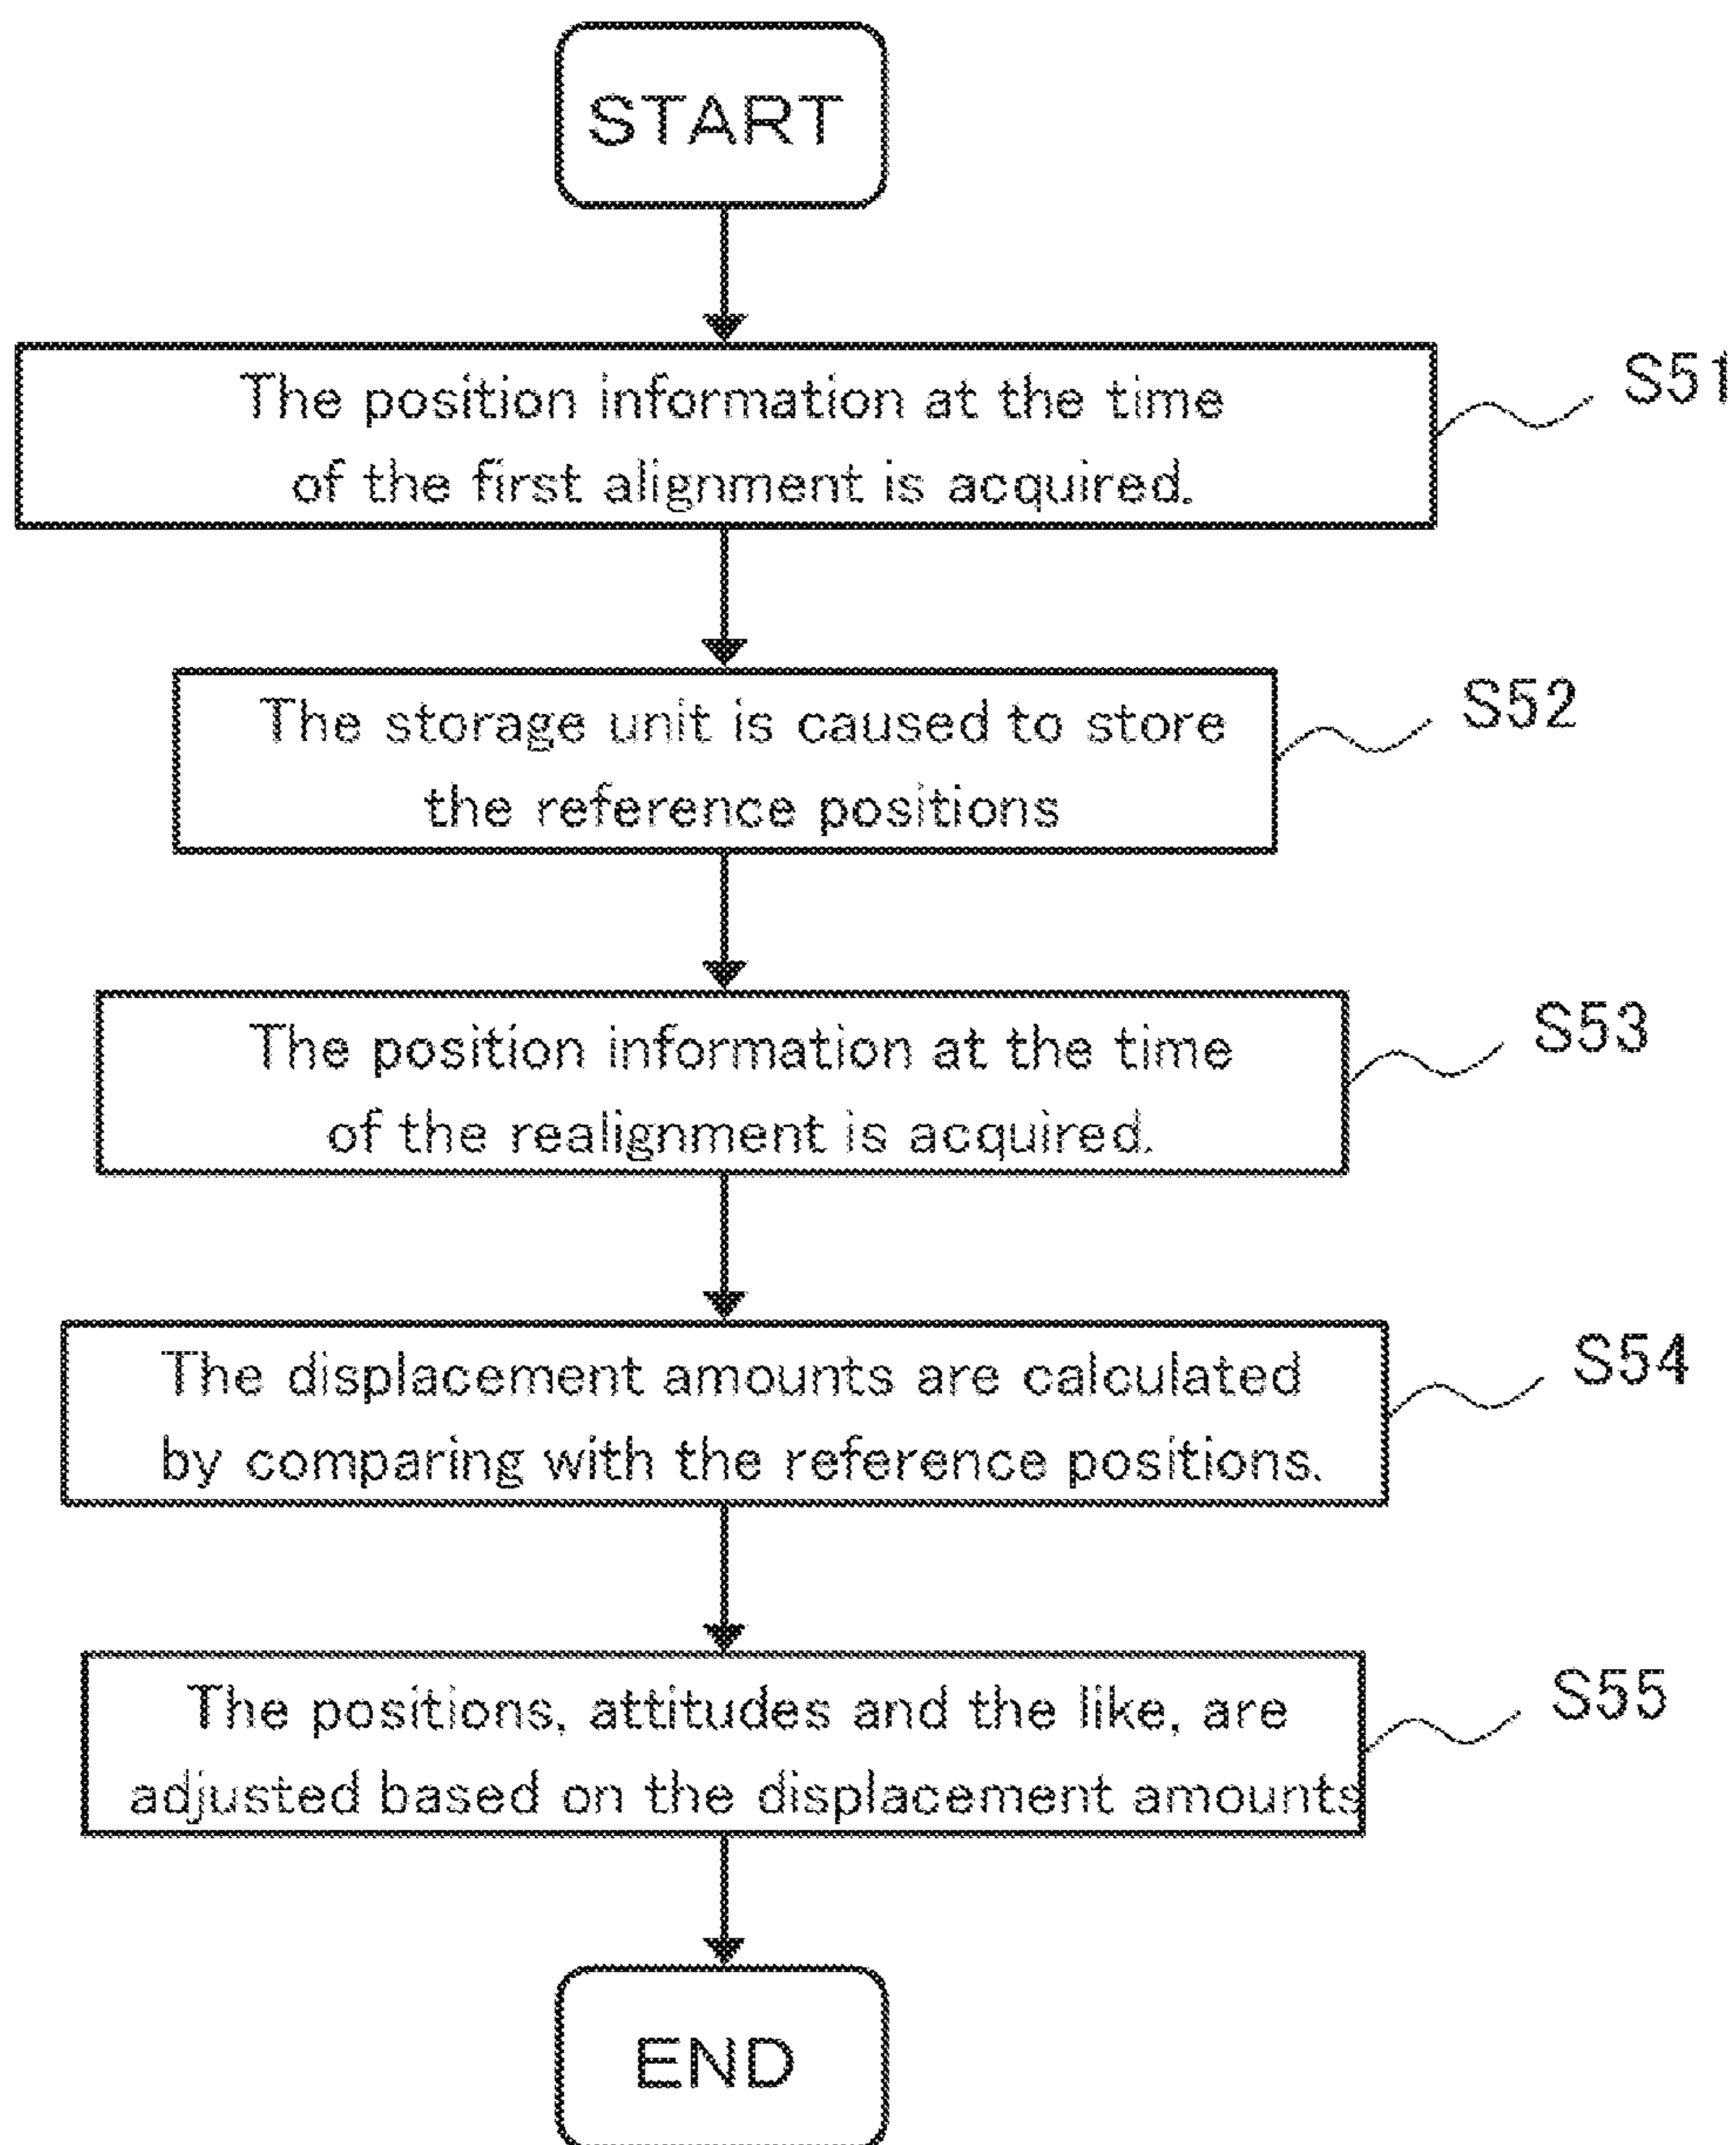 START
The position information at the time
of the first alignment is acquired.
S51
The storage unit is caused to store
the reference positions
S52
The position information at the time
of the realignment is acquired.
S53
The displacement amounts are calculated
by comparing with the reference positions.
S54
The positions, attitudes and the like, are
adjusted based on the displacement amounts
S55
END